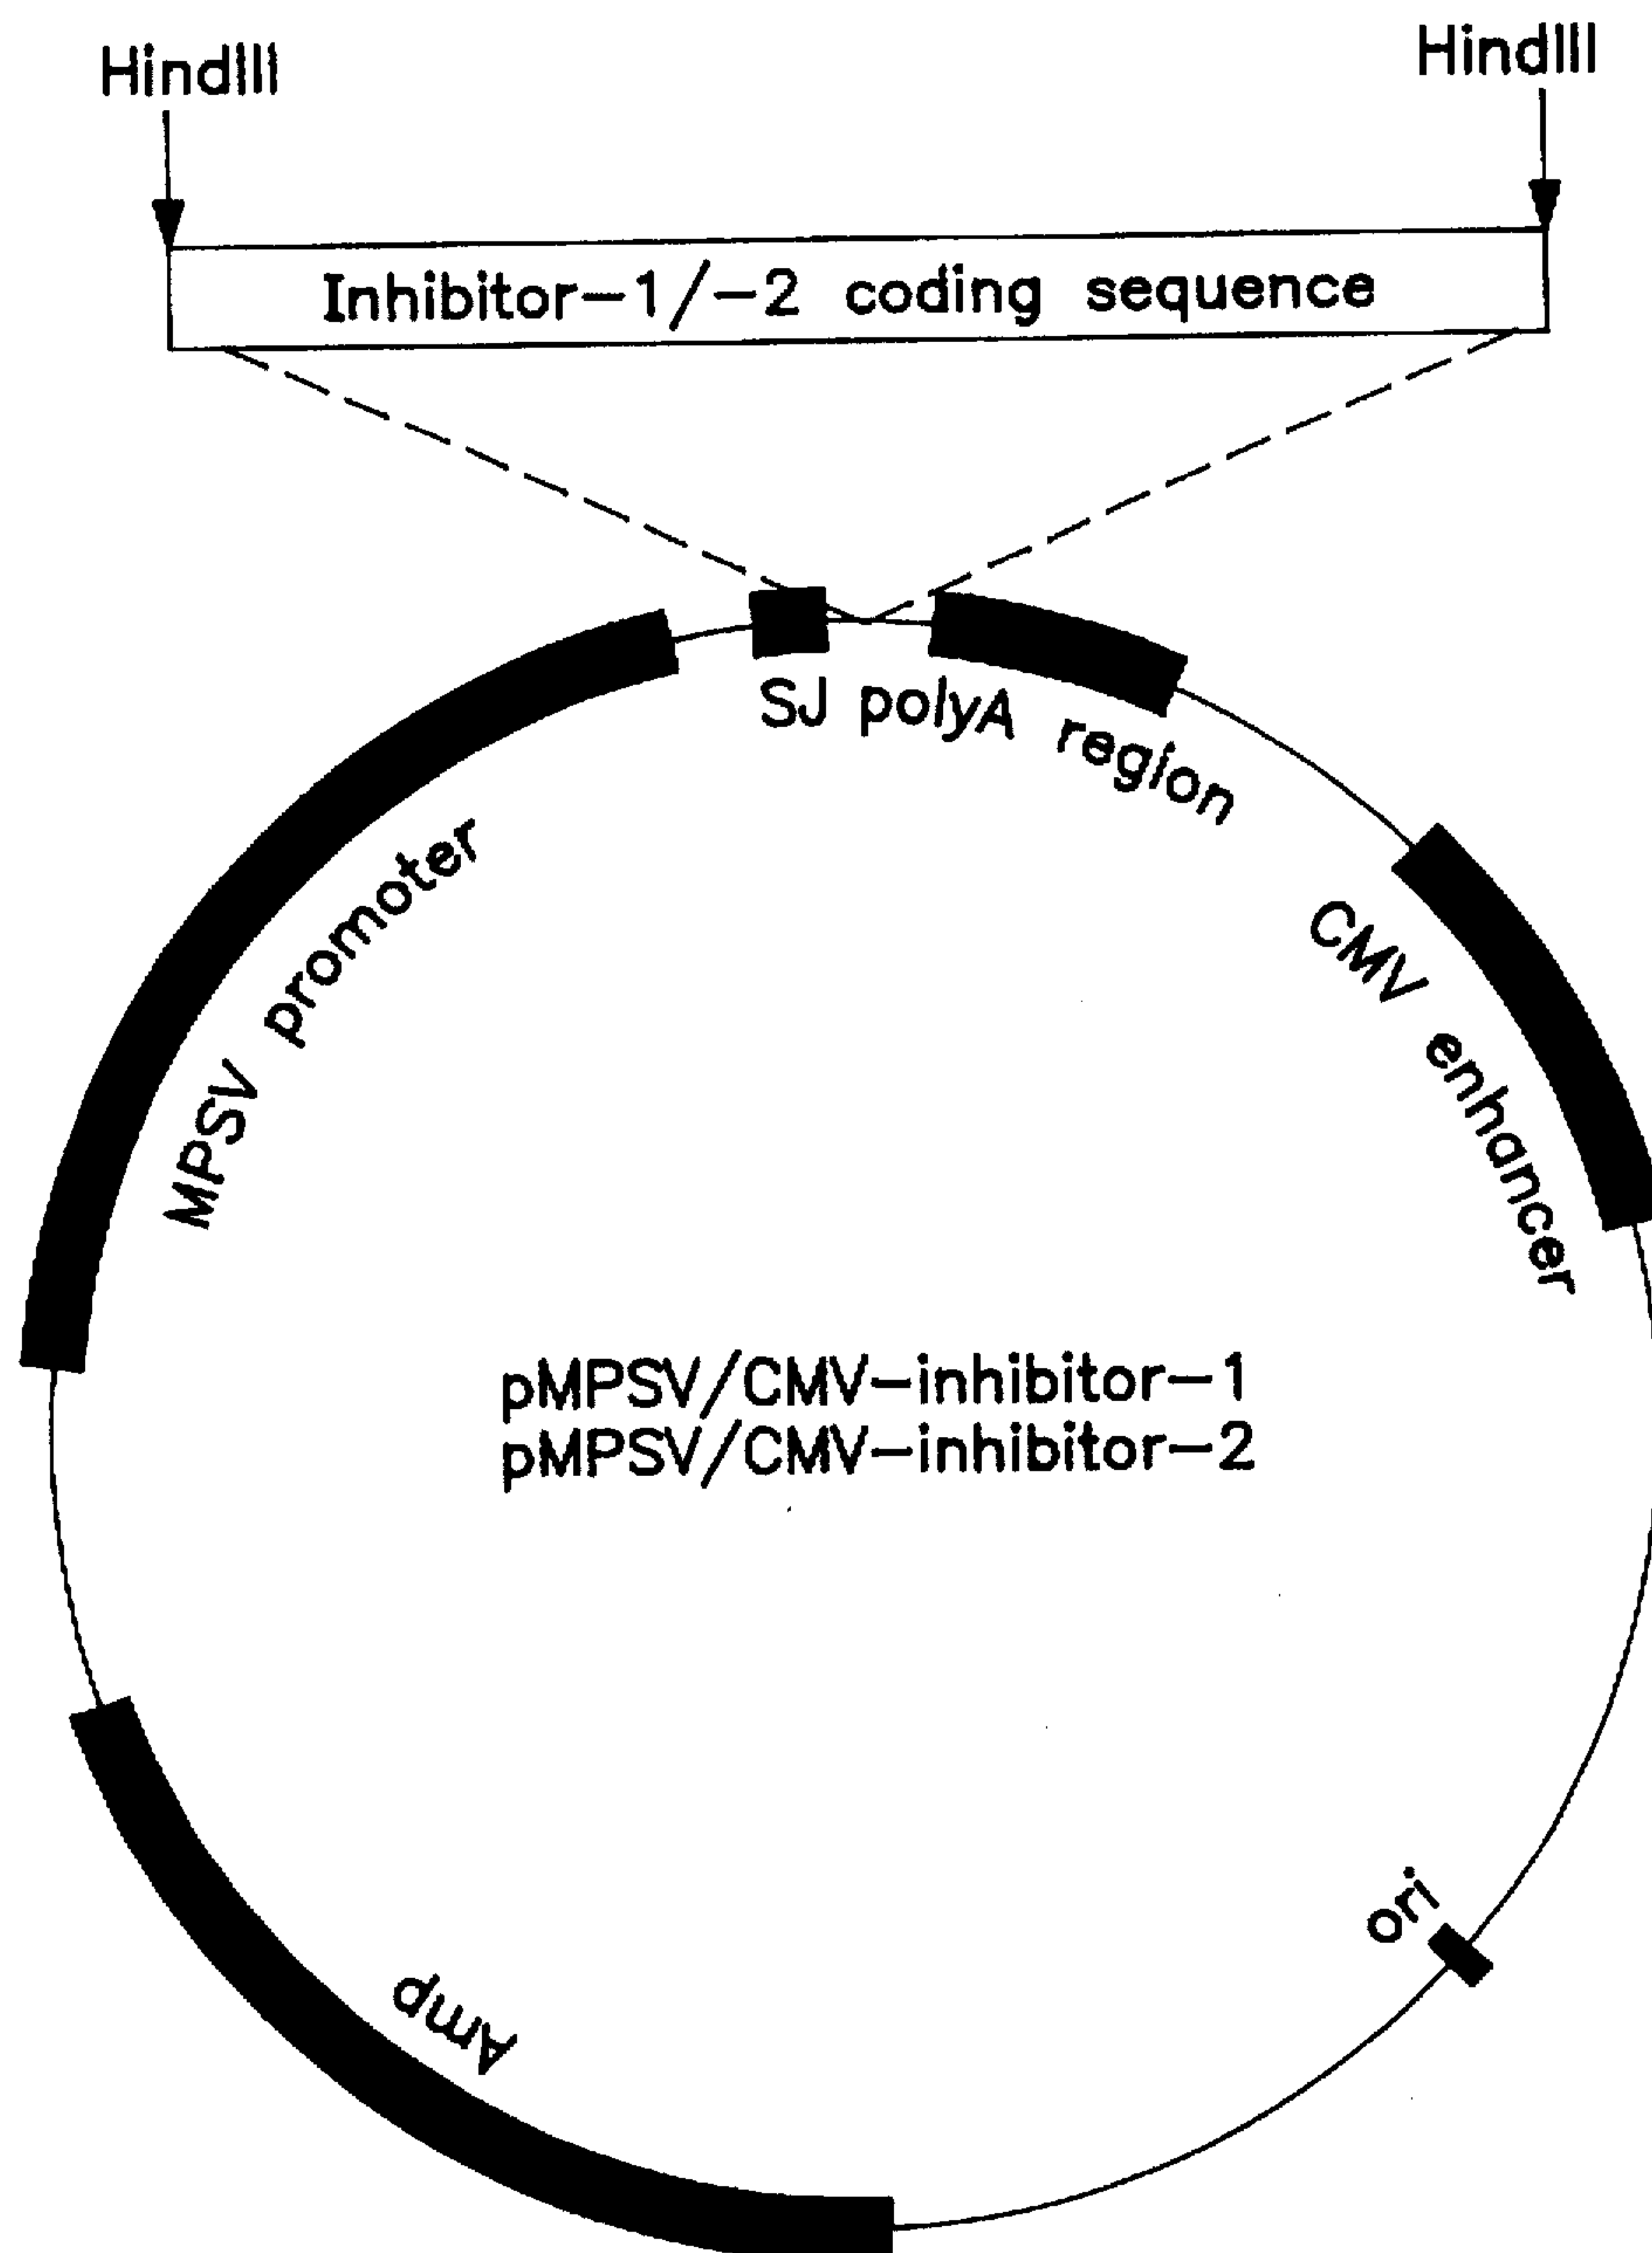 HindIII
HindIII
Inhibitor-1/-2 coding sequence
SJ polyA region
MPSV promoter
CMV enhancer
pMPSV/CMV-inhibitor-1
pMPSV/CMV-inhibitor-2
ori
Amp